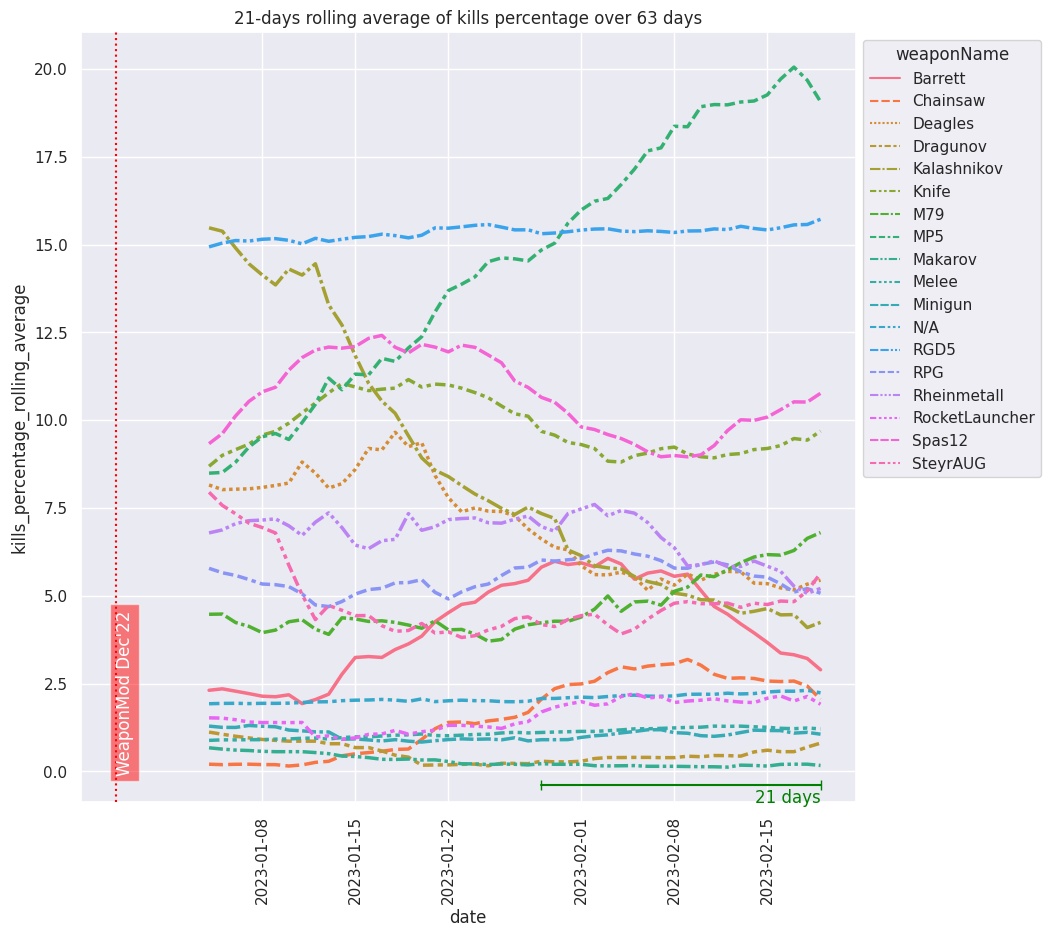 21-days rolling average of kills percentage over 63 days
kills_percentage_rolling_average
20.0
17.5
15.0
12.5
10.0
7.5
5.0
2.5
0.0
WeaponMod Dec'22
21 days
2023-01-08
2023-01-15
2023-01-22
2023-02-01
2023-02-08
2023-02-15
date
weaponName
Barrett
Chainsaw
Deagles
Dragunov
Kalashnikov
Knife
M79
MP5
Makarov
Melee
Minigun
N/A
RGD5
RPG
Rheinmetall
RocketLauncher
Spas12
SteyrAUG